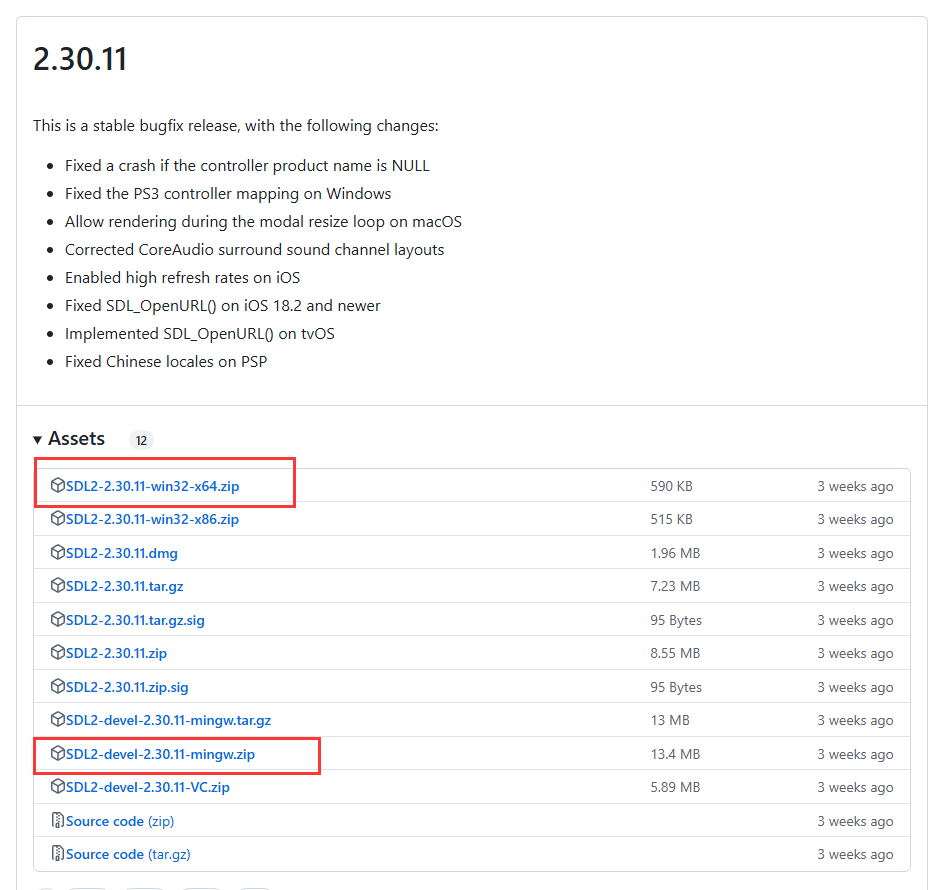 2.30.11
This is a stable bugfix release, with the following changes:
Fixed a crash if the controller product name is NULL
Fixed the PS3 controller mapping on Windows
Allow rendering during the modal resize loop on macOS
Corrected CoreAudio surround sound channel layouts
Enabled high refresh rates on iOS
Fixed SDL_OpenURL() on iOS 18.2 and newer
Implemented SDL_OpenURL() on tvOS
Fixed Chinese locales on PSP
Assets 12
SDL2-2.30.11-win32-x64.zip 590 KB 3 weeks ago
SDL2-2.30.11-win32-x86.zip 515 KB 3 weeks ago
SDL2-2.30.11.dmg 1.96 MB 3 weeks ago
SDL2-2.30.11.tar.gz 7.23 MB 3 weeks ago
SDL2-2.30.11.tar.gz.sig 95 Bytes 3 weeks ago
SDL2-2.30.11.zip 8.55 MB 3 weeks ago
SDL2-2.30.11.zip.sig 95 Bytes 3 weeks ago
SDL2-devel-2.30.11-mingw.tar.gz 13 MB 3 weeks ago
SDL2-devel-2.30.11-mingw.zip 13.4 MB 3 weeks ago
SDL2-devel-2.30.11-VC.zip 5.89 MB 3 weeks ago
Source code (zip) 3 weeks ago
Source code (tar.gz) 3 weeks ago